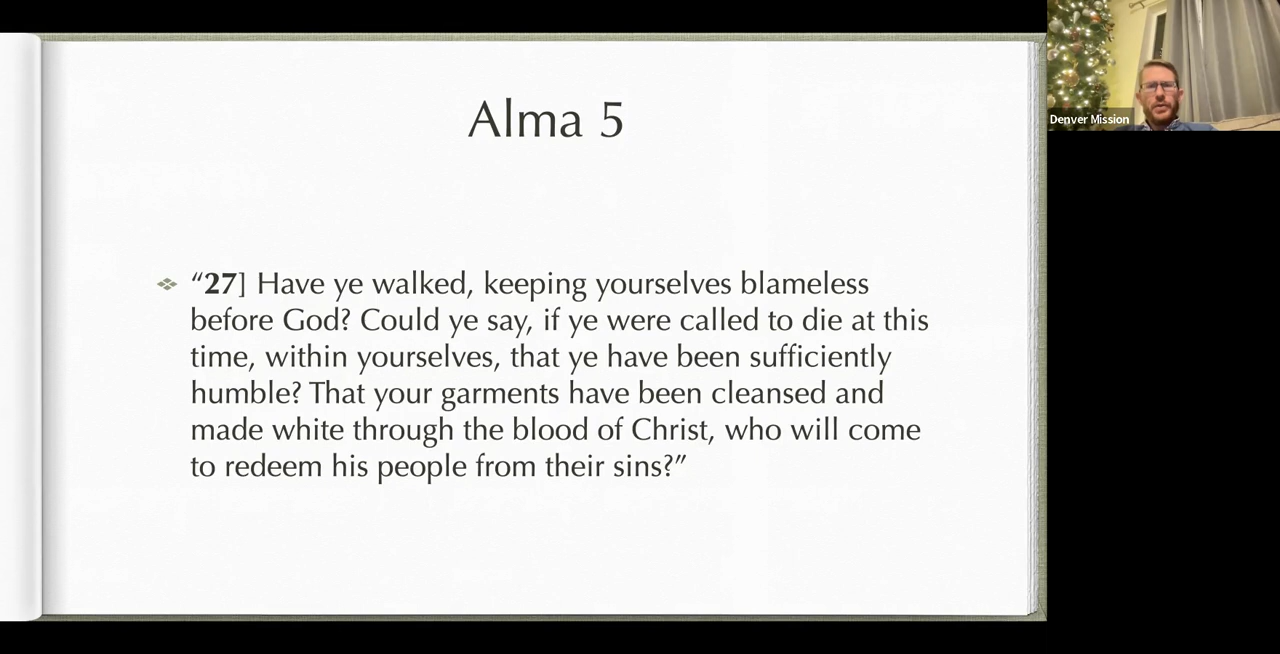 Alma 5
“27] Have ye walked, keeping yourselves blameless
before God? Could ye say, if ye were called to die at this
time, within yourselves, that ye have been sufficiently
humble? That your garments have been cleansed and
made white through the blood of Christ, who will come
to redeem his people from their sins?”
Denver Mission